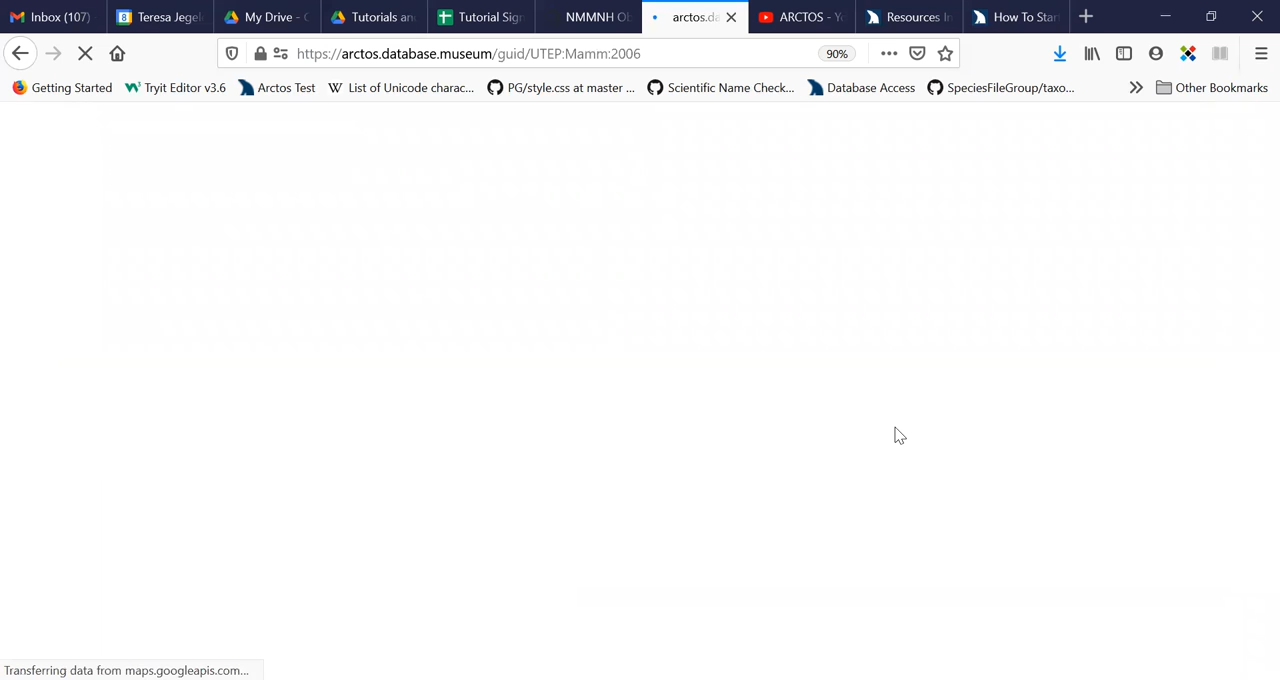 Inbox (107) Teresa Jegel My Drive - G Tutorials and Tutorial Sign NMMNH Ob arctos.da ARCTOS - Yo Resources In How To Star
https://arctos.database.museum/guid/UTEP:Mamm:2006 90%
Getting Started Tryit Editor v3.6 Arctos Test List of Unicode charac... PG/style.css at master ... Scientific Name Check... Database Access SpeciesFileGroup/taxo... Other Bookmarks
Transferring data from maps.googleapis.com...